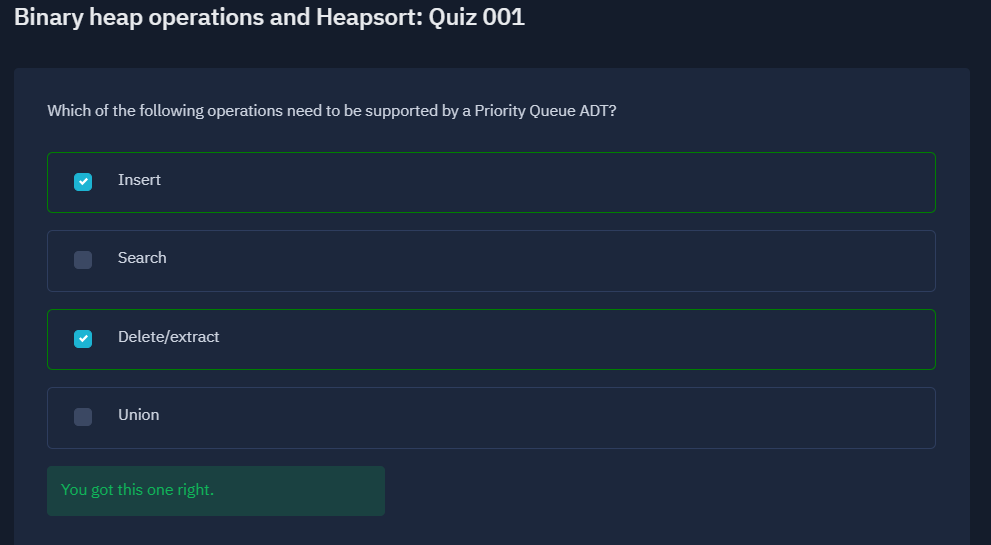 Binary heap operations and Heapsort: Quiz 001
Which of the following operations need to be supported by a Priority Queue ADT?
Insert
Search
Delete/extract
Union
You got this one right.